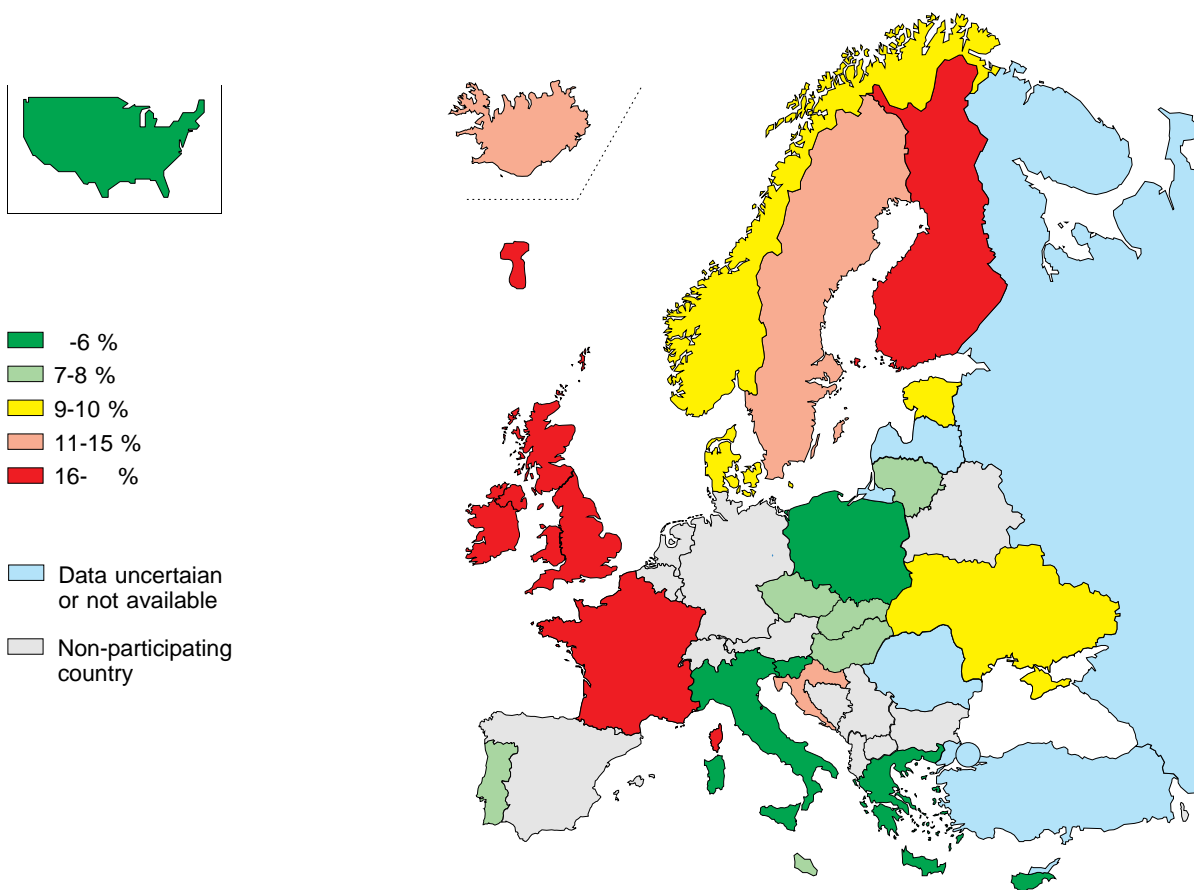 -6 %
7-8 %
9-10 %
11-15 %
16- %
Data uncertaian
or not available
Non-participating
country